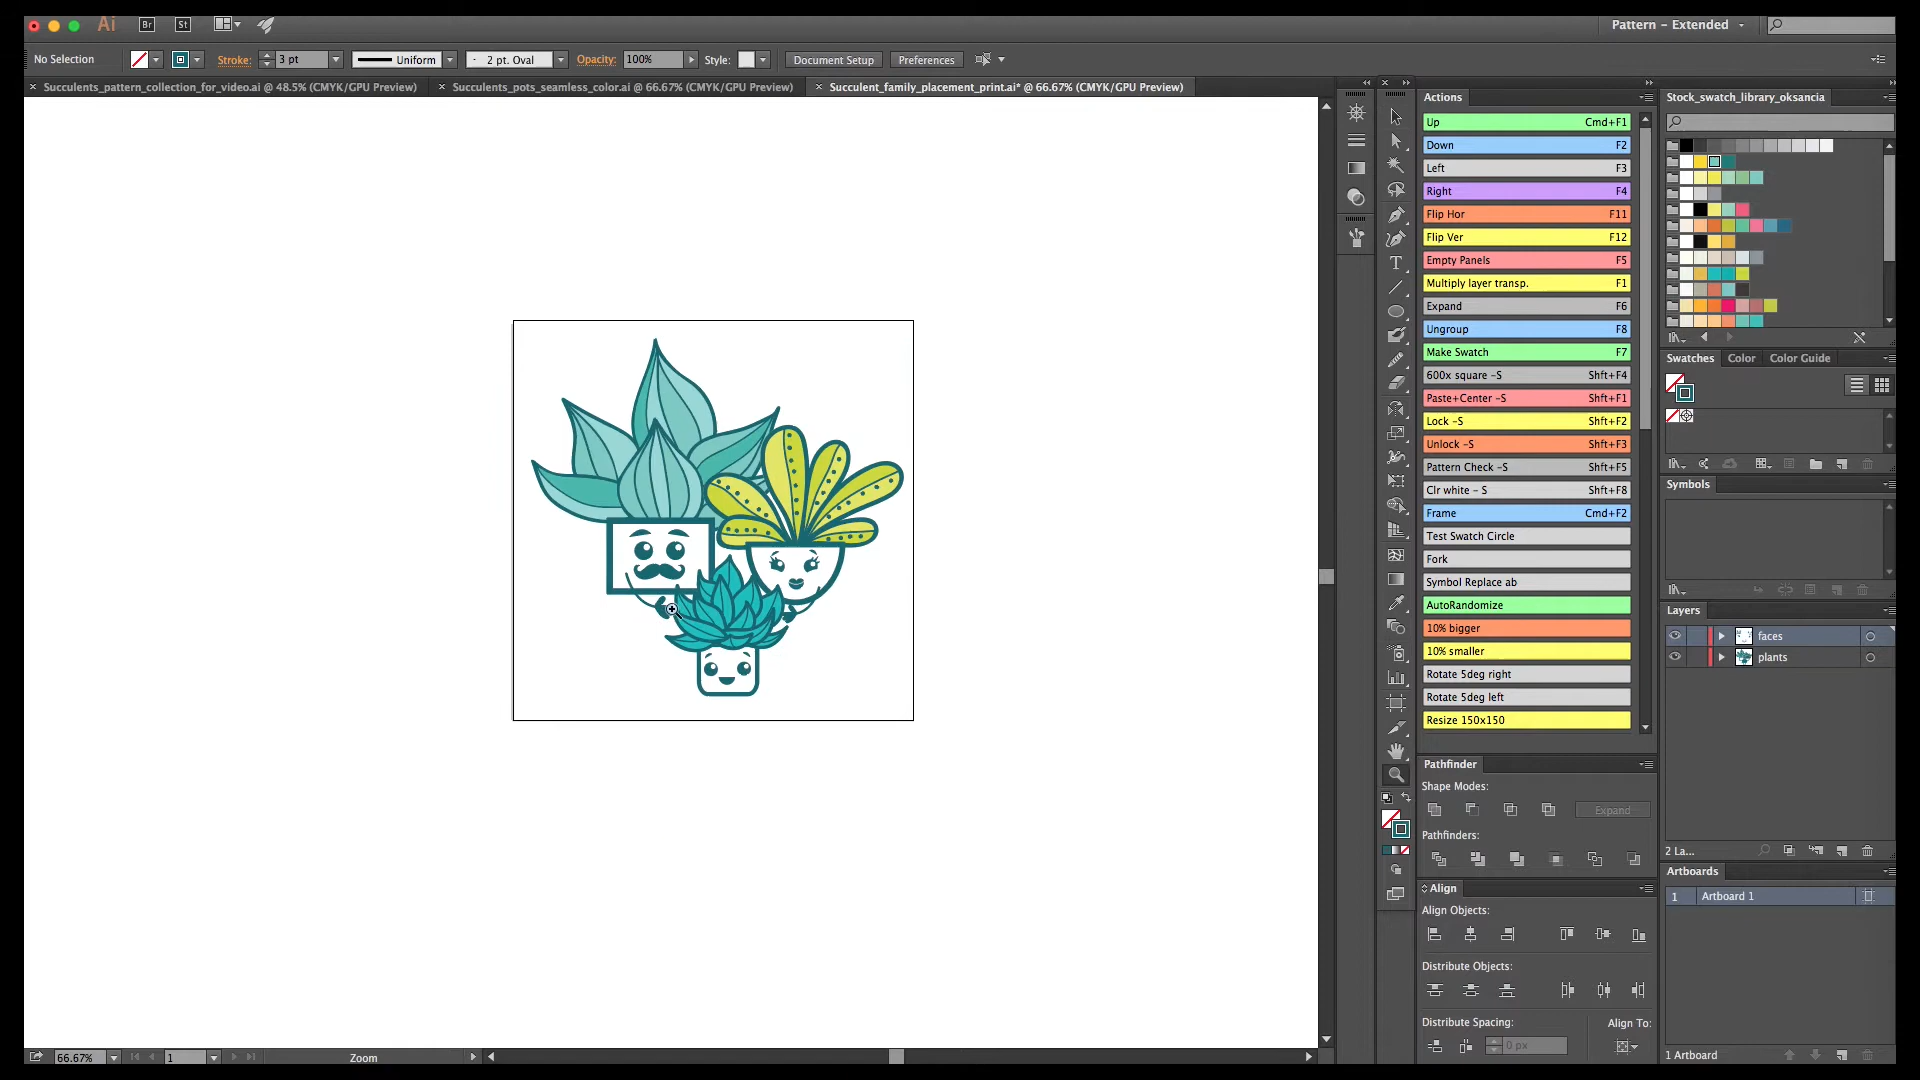 Ai Br St Pattern - Extended
No Selection Stroke: 3 pt Uniform 2 pt. Oval Opacity: 100% Style: Document Setup Preferences
Succulents_pattern_collection_for_video.ai @ 48.5% (CMYK/GPU Preview)
Succulents_pots_seamless_color.ai @ 66.67% (CMYK/GPU Preview)
Succulent_family_placement_print.ai* @ 66.67% (CMYK/GPU Preview)
Actions
Up Cmd+F1
Down F2
Left F3
Right F4
Flip Hor F11
Flip Ver F12
Empty Panels F5
Multiply layer transp. F1
Expand F6
Ungroup F8
Make Swatch F7
600x square -S Shft+F4
Paste+Center -S Shft+F1
Lock -S Shft+F2
Unlock -S Shft+F3
Pattern Check -S Shft+F5
Clr white - S Shft+F8
Frame Cmd+F2
Test Swatch Circle
Fork
Symbol Replace ab
AutoRandomize
10% bigger
10% smaller
Rotate 5deg right
Rotate 5deg left
Resize 150x150
Pathfinder
Shape Modes:
Expand
Pathfinders:
Align
Align Objects:
Distribute Objects:
Distribute Spacing: Align To:
0 px
Stock_swatch_library_oksancia
Swatches Color Color Guide
Symbols
Layers
faces
plants
2 La...
Artboards
1 Artboard 1
1 Artboard
66.67% 1 Zoom